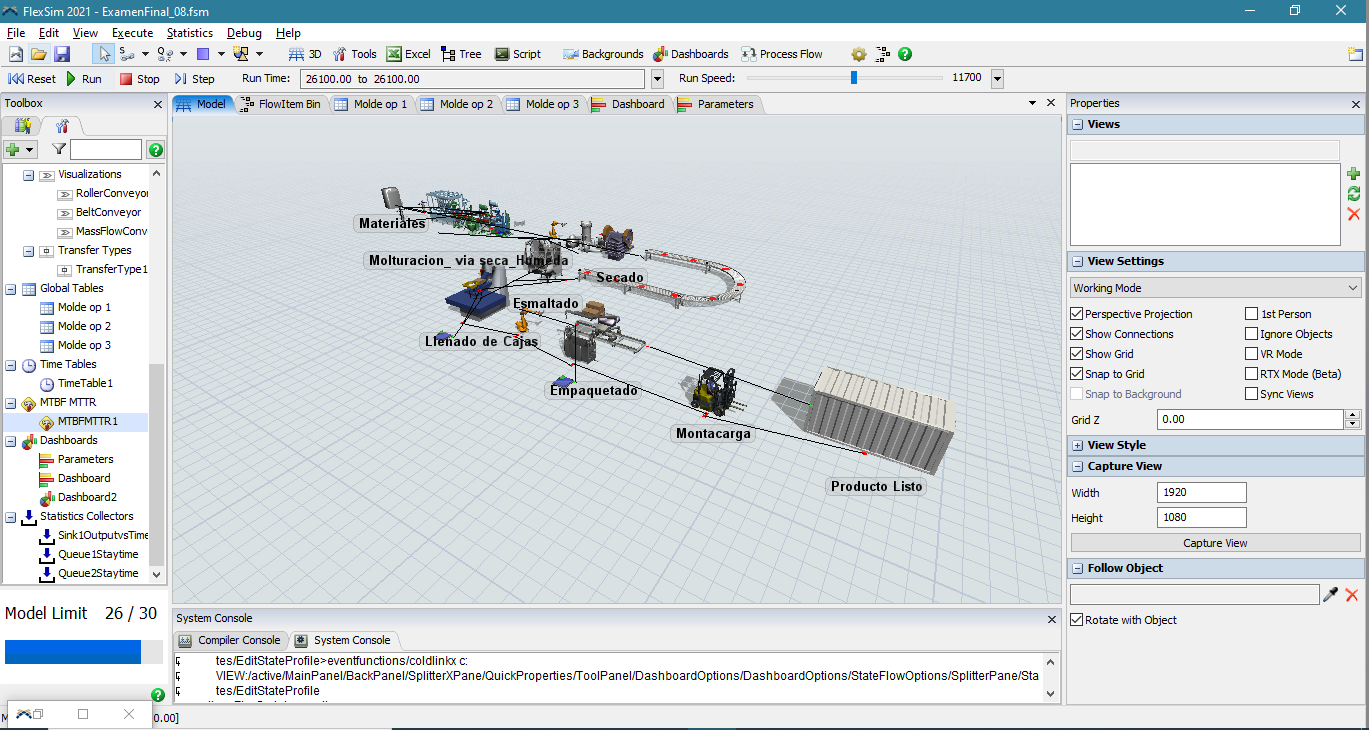 FlexSim 2021 - ExamenFinal_08.fsm
File Edit View Execute Statistics Debug Help
3D Tools Excel Tree Script Backgrounds Dashboards Process Flow
Reset Run Stop Step Run Time: 26100.00 to 26100.00 Run Speed: 11700
Toolbox
Visualizations
RollerConveyor
BeltConveyor
MassFlowConv
Transfer Types
TransferType1
Global Tables
Molde op 1
Molde op 2
Molde op 3
Time Tables
TimeTable1
MTBF MTTR
MTBFMTTR1
Dashboards
Parameters
Dashboard
Dashboard2
Statistics Collectors
Sink1OutputvsTime
Queue1Staytime
Queue2Staytime
Model Limit 26 / 30
0.00]
Model FlowItem Bin Molde op 1 Molde op 2 Molde op 3 Dashboard Parameters
Materiales
Molturacion_ via seca_Humeda
Secado
Esmaltado
Llenado de Cajas
Empaquetado
Montacarga
Producto Listo
System Console
Compiler Console System Console
tes/EditStateProfile>eventfunctions/coldlinkx c:
VIEW:/active/MainPanel/BackPanel/SplitterXPane/QuickProperties/ToolPanel/DashboardOptions/DashboardOptions/StateFlowOptions/SplitterPane/Sta
tes/EditStateProfile
Properties
Views
View Settings
Working Mode
Perspective Projection 1st Person
Show Connections Ignore Objects
Show Grid VR Mode
Snap to Grid RTX Mode (Beta)
Snap to Background Sync Views
Grid Z 0.00
View Style
Capture View
Width 1920
Height 1080
Capture View
Follow Object
Rotate with Object